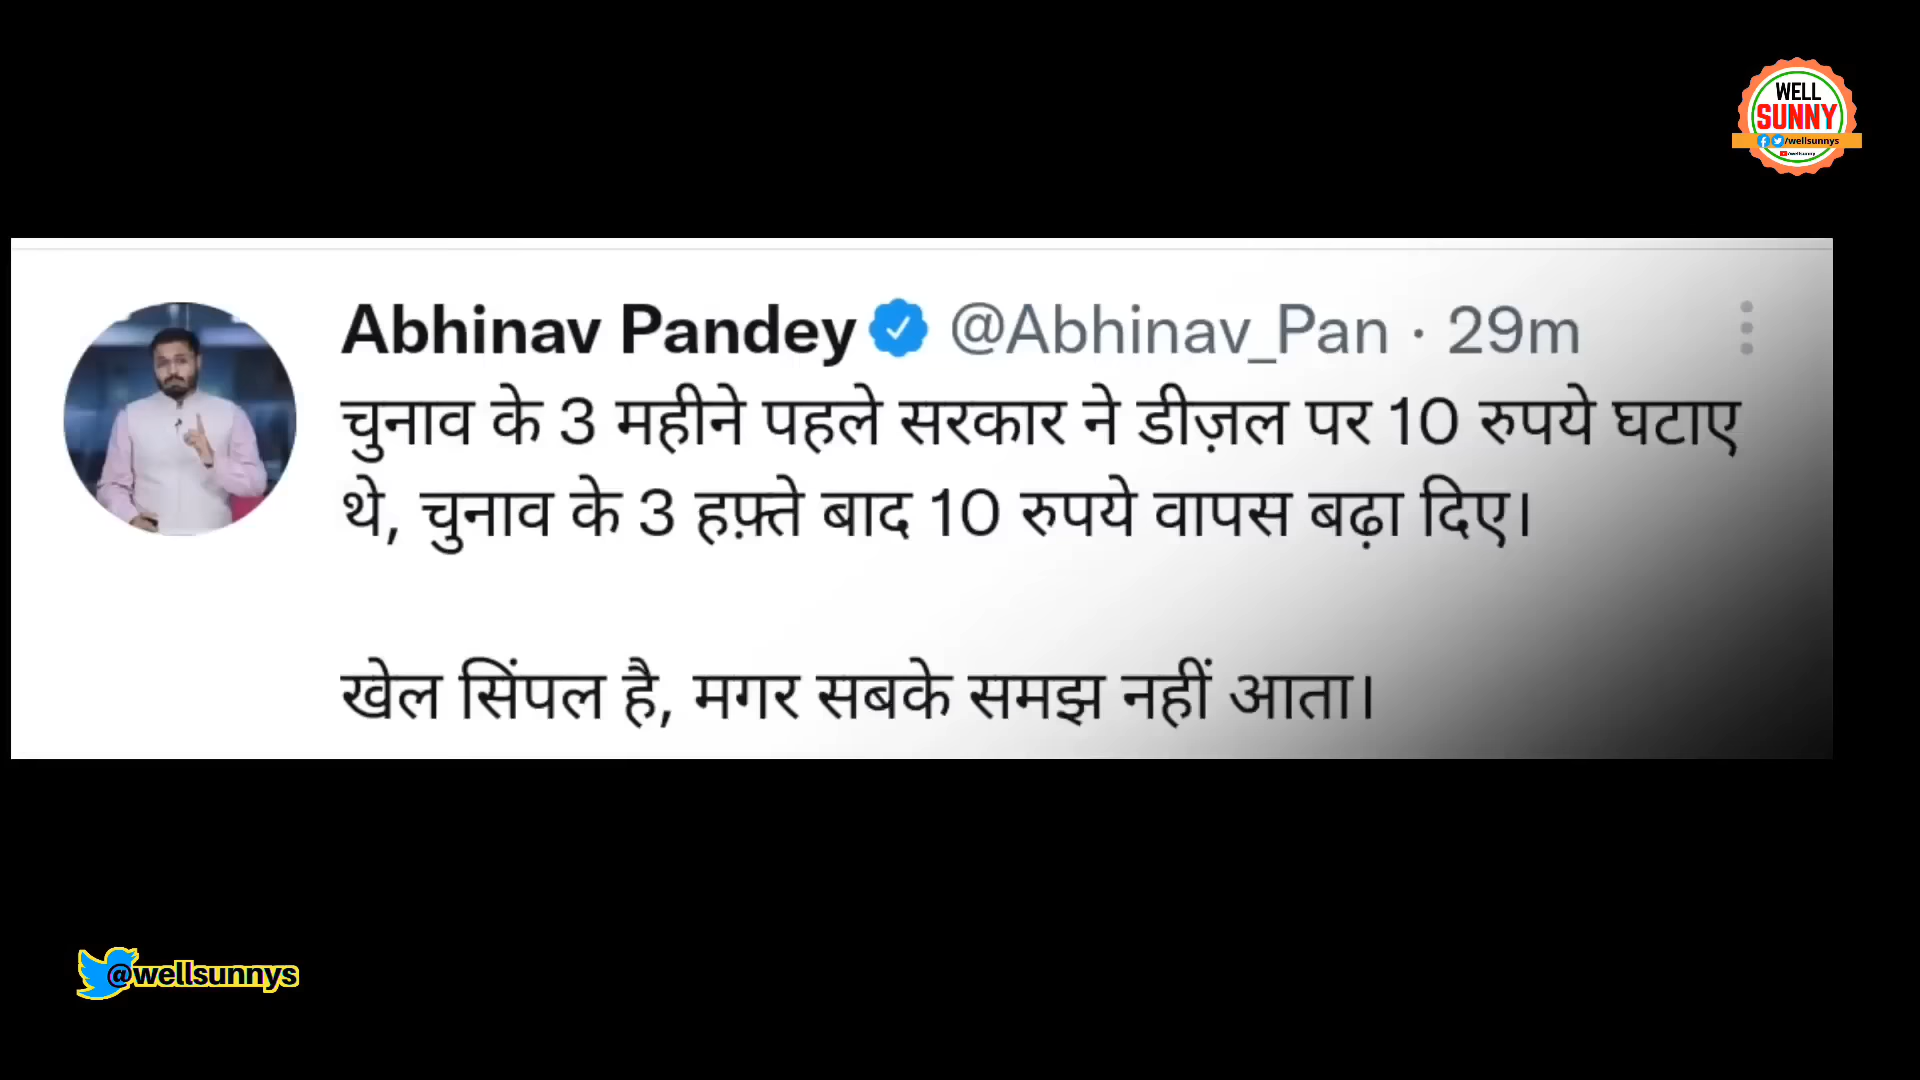 WELL
SUNNY
/wellsunnys
/wellsunny
Abhinav Pandey @Abhinav_Pan · 29m
चुनाव के 3 महीने पहले सरकार ने डीज़ल पर 10 रुपये घटाए
थे, चुनाव के 3 हफ़्ते बाद 10 रुपये वापस बढ़ा दिए।
खेल सिंपल है, मगर सबके समझ नहीं आता।
@wellsunnys